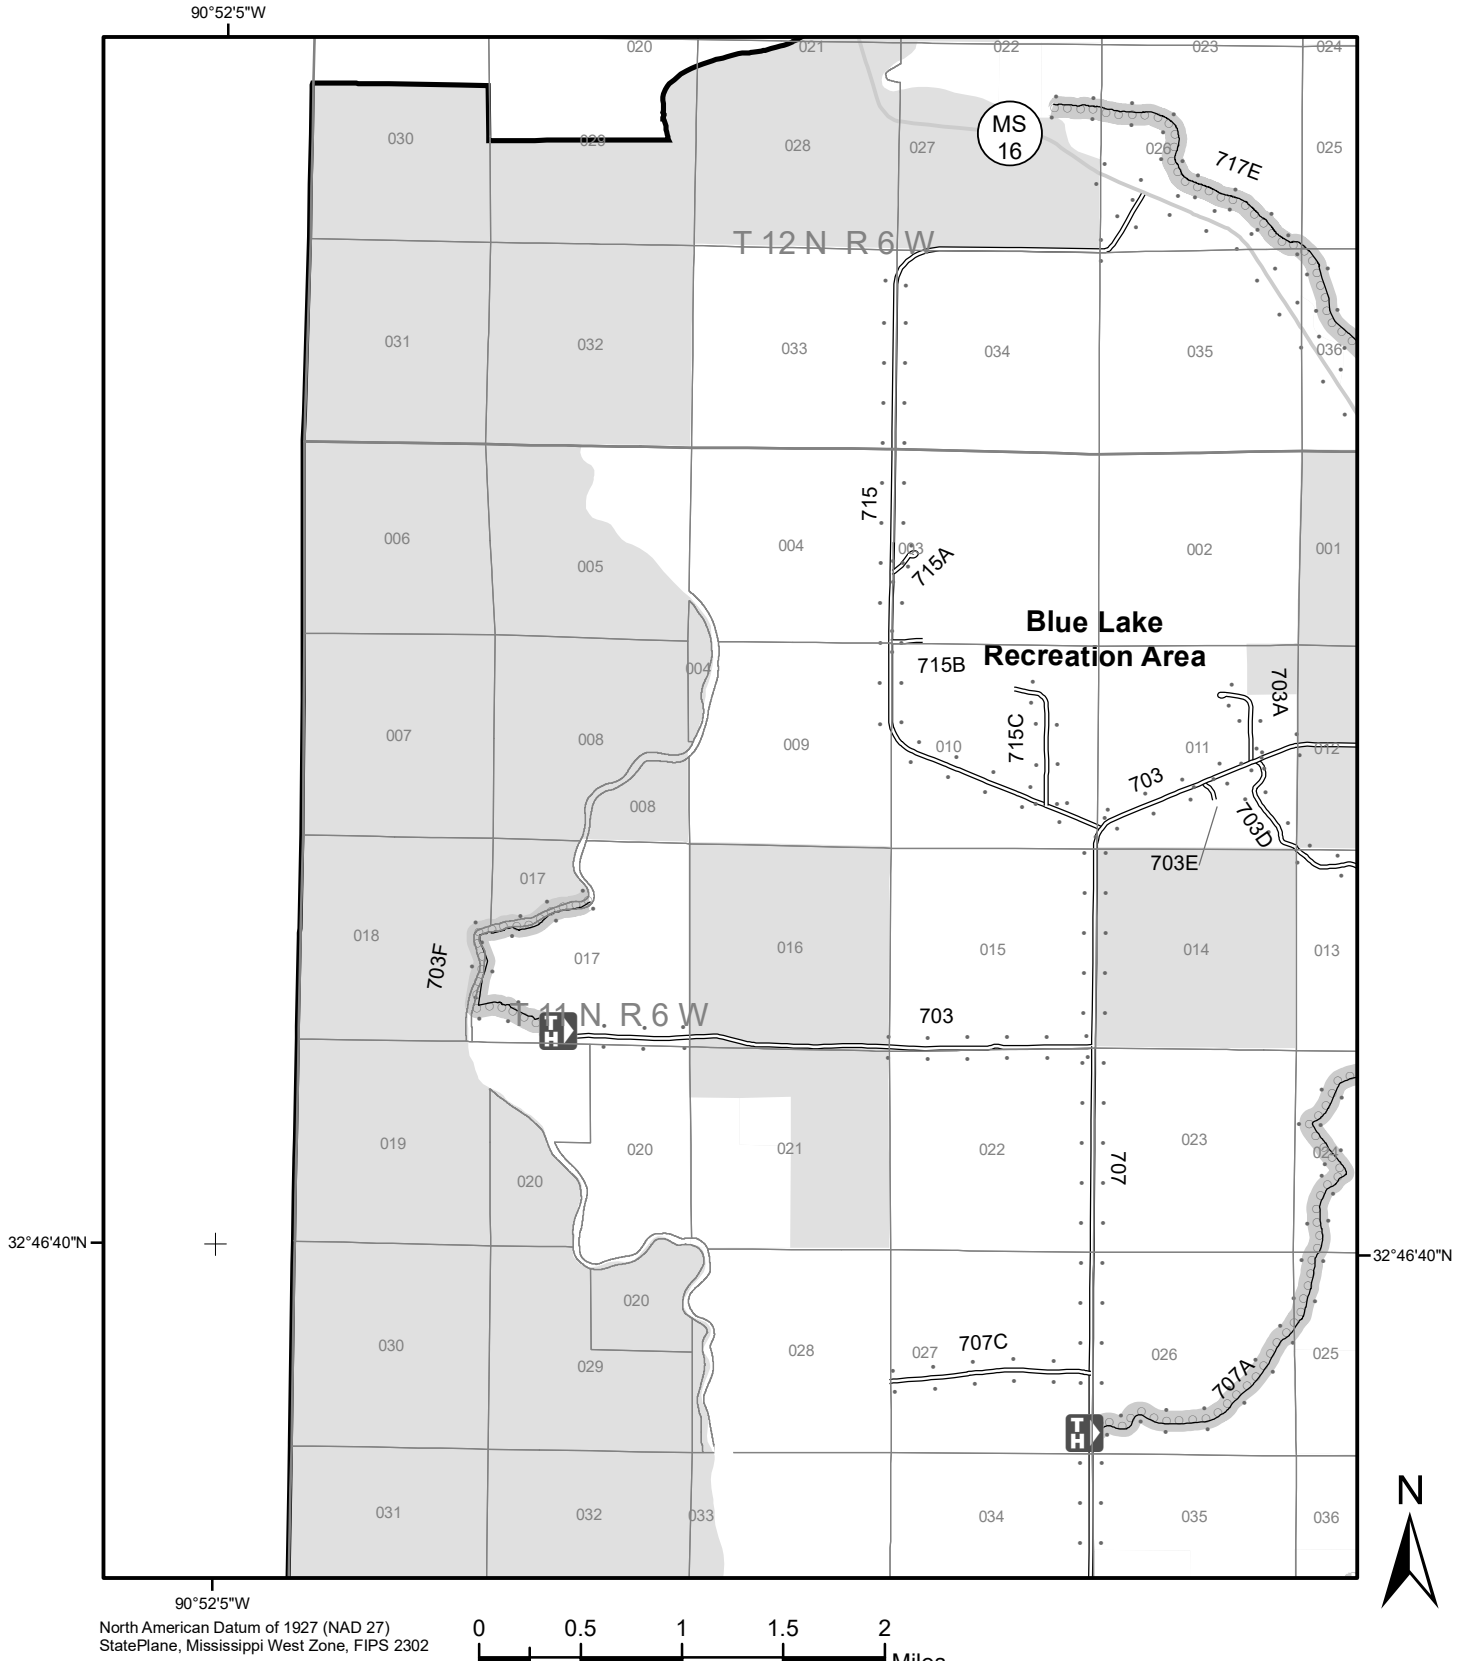 90°52'5"W
020
021
022
023
024
030
029
028
027
MS
16
026
025
717E
T 12 N R 6 W
031
032
033
034
035
036
715
006
005
004
003
715A
002
001
Blue Lake
Recreation Area
004
715B
703A
007
008
009
010
715C
011
012
703
008
703D
703E
017
018
703F
017
016
015
014
013
T 11 N R 6 W
TH
703
019
020
020
021
022
707
023
024
32°46'40"N
32°46'40"N
020
030
029
028
027
707C
026
707A
025
TH
031
032
033
034
035
036
N
90°52'5"W
North American Datum of 1927 (NAD 27)
StatePlane, Mississippi West Zone, FIPS 2302
0 0.5 1 1.5 2
Miles